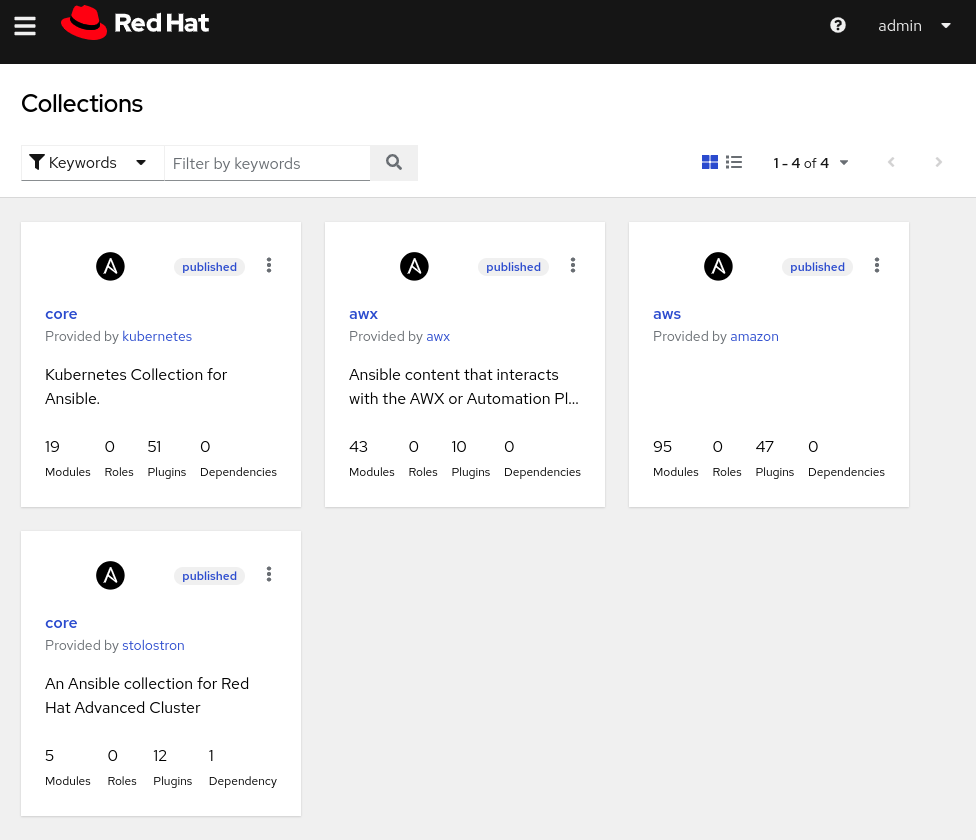 Red Hat
admin
Collections
Keywords
Filter by keywords
1 - 4 of 4
published
core
Provided by kubernetes
Kubernetes Collection for
Ansible.
19 0 51 0
Modules Roles Plugins Dependencies
published
awx
Provided by awx
Ansible content that interacts
with the AWX or Automation Pl...
43 0 10 0
Modules Roles Plugins Dependencies
published
aws
Provided by amazon
95 0 47 0
Modules Roles Plugins Dependencies
published
core
Provided by stolostron
An Ansible collection for Red
Hat Advanced Cluster
5 0 12 1
Modules Roles Plugins Dependency